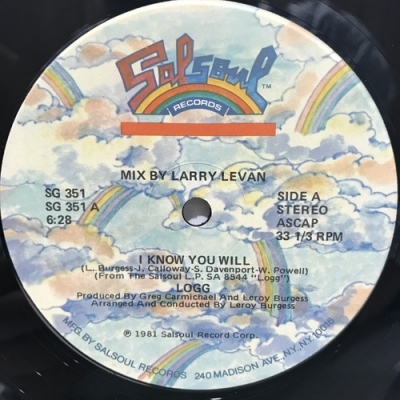 Salsoul™
RECORDS
MIX BY LARRY LEVAN
SG 351
SG 351 A
6:28
SIDE A
STEREO
ASCAP
33 1/3 RPM
I KNOW YOU WILL
(L. Burgess-J. Calloway-S. Davenport-W. Powell)
(From The Salsoul L.P. SA 8544 "Logg")
LOGG
Produced By Greg Carmichael and Leroy Burgess
Arranged And Conducted By Leroy Burgess
℗ 1981 Salsoul Record Corp.
MFG. BY SALSOUL RECORDS 240 MADISON AVE., NY, NY 10016